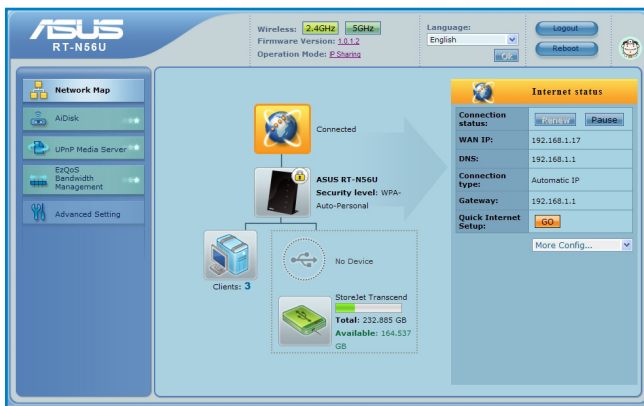 ASUS
RT-N56U
Wireless: 2.4GHz 5GHz
Firmware Version: 1.0.1.2
Operation Mode: IP Sharing
Language:
English
Logout
Reboot
Network Map
AiDisk
UPnP Media Server
EzQoS
Bandwidth
Management
Advanced Setting
Connected
ASUS RT-N56U
Security level: WPA-
Auto-Personal
Clients: 3
No Device
StoreJet Transcend
Total: 232.885 GB
Available: 164.537
GB
Internet status
Connection
status:
Renew Pause
WAN IP: 192.168.1.17
DNS: 192.168.1.1
Connection
type:
Automatic IP
Gateway: 192.168.1.1
Quick Internet
Setup:
GO
More Config...